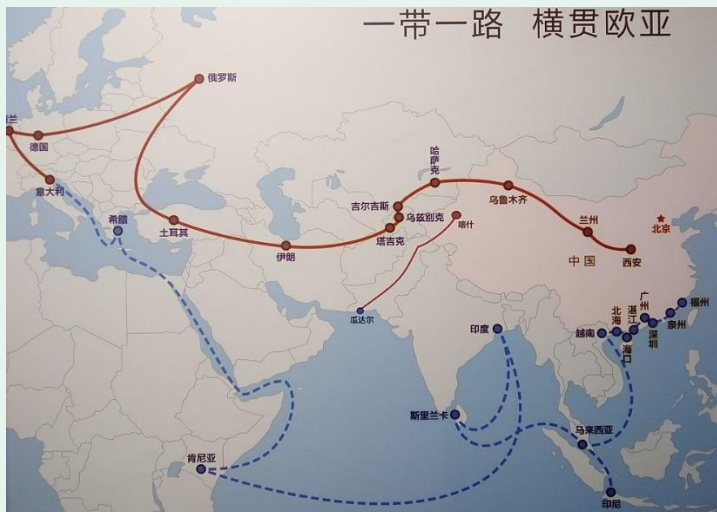 一带一路 横贯欧亚
俄罗斯
兰
德国
意大利
希腊
土耳其
伊朗
哈萨克
吉尔吉斯
乌兹别克
塔吉克
乌鲁木齐
喀什
兰州
北京
西安
中国
瓜达尔
印度
斯里兰卡
肯尼亚
越南
北海
海口
湛江
广州
深圳
泉州
福州
马来西亚
印尼